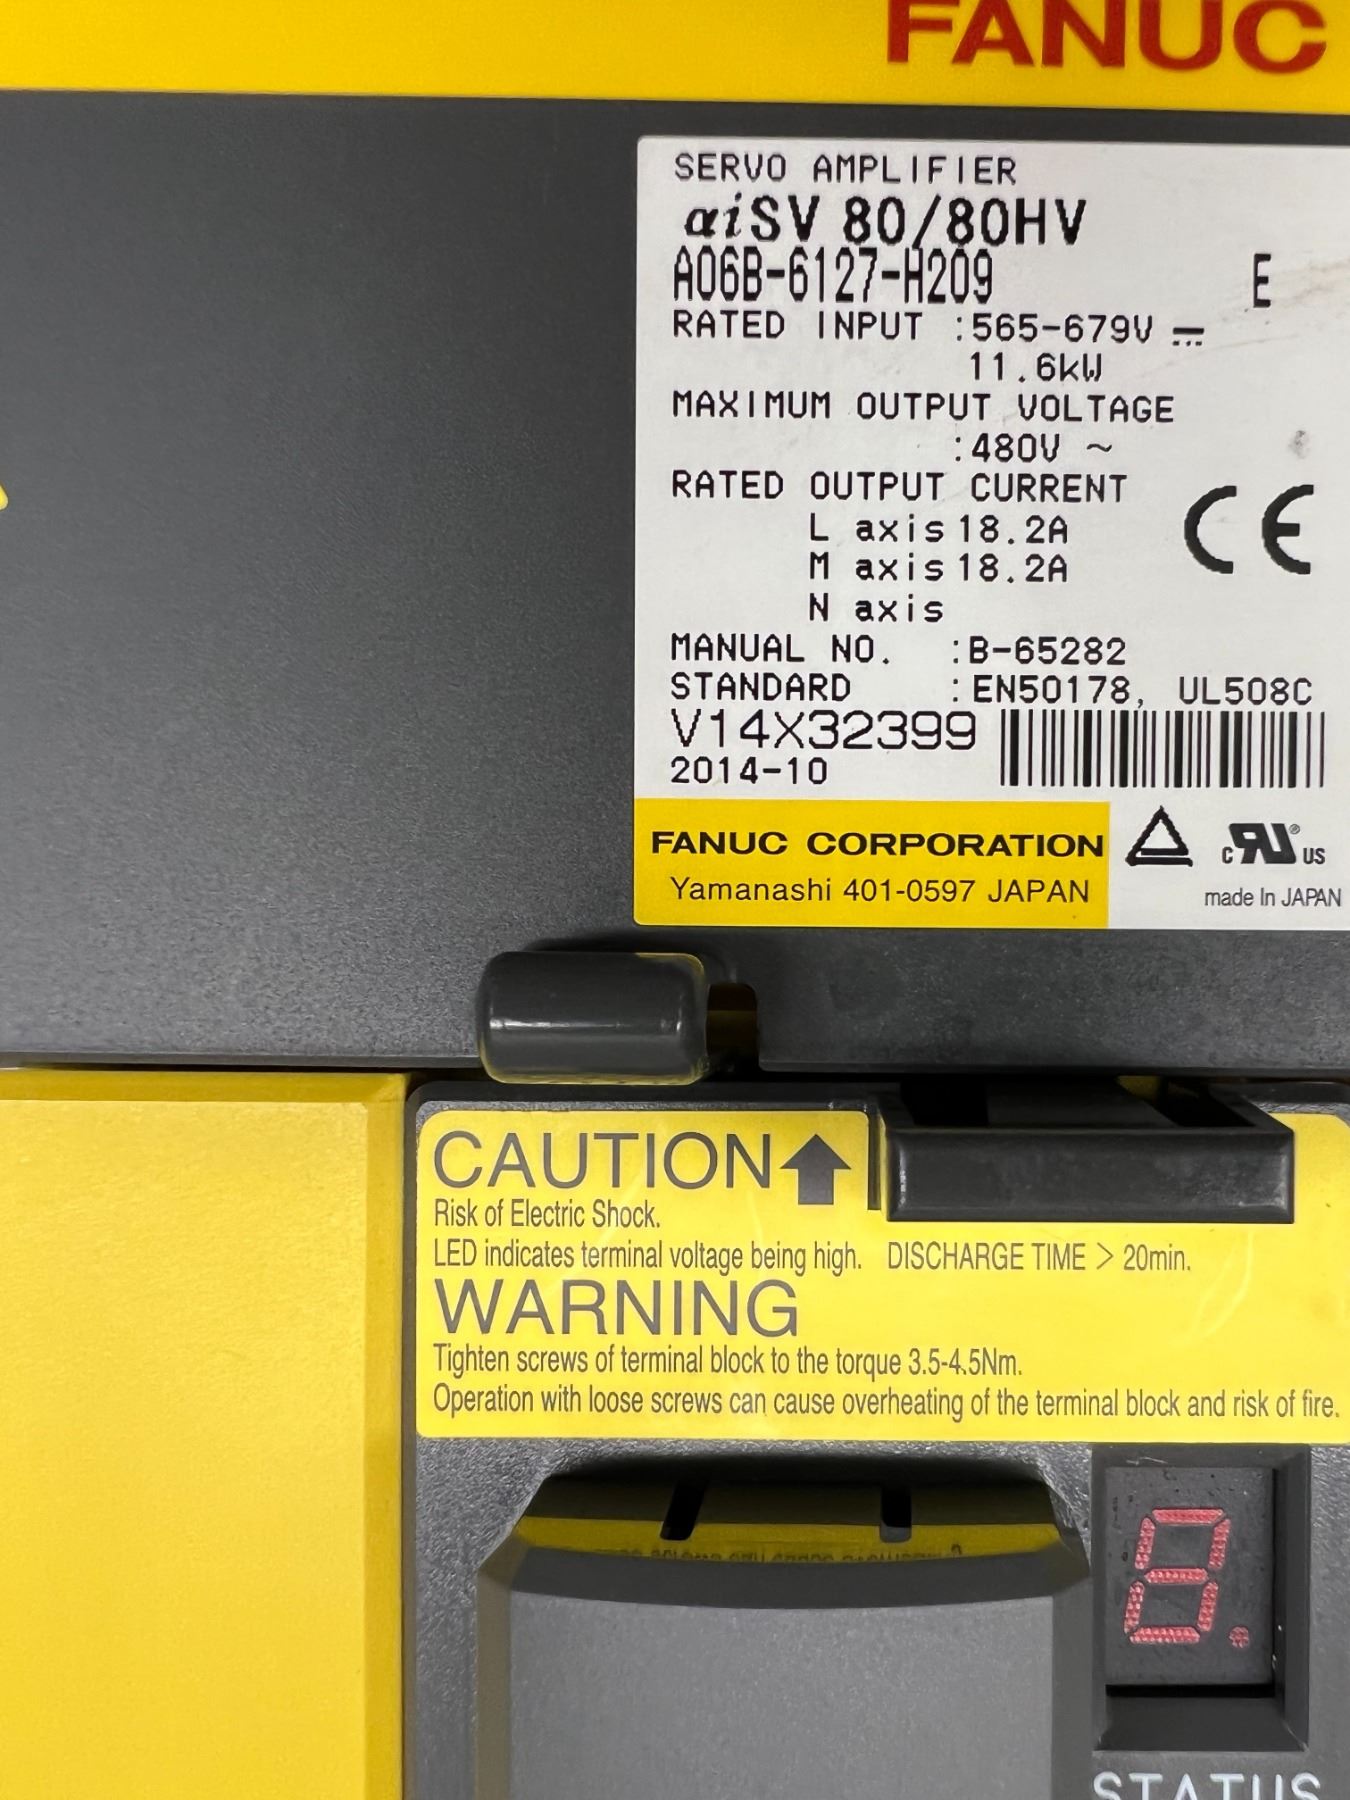 FANUC
SERVO AMPLIFIER
αiSV 80/80HV
A06B-6127-H209 E
RATED INPUT :565-679V ⎓
11.6kW
MAXIMUM OUTPUT VOLTAGE
:480V ~
RATED OUTPUT CURRENT
L axis 18.2A
M axis 18.2A
N axis
CE
MANUAL NO. :B-65282
STANDARD :EN50178, UL508C
V14X32399
2014-10
FANUC CORPORATION
Yamanashi 401-0597 JAPAN
c RU ® US
made In JAPAN
CAUTION
Risk of Electric Shock.
LED indicates terminal voltage being high. DISCHARGE TIME > 20min.
WARNING
Tighten screws of terminal block to the torque 3.5-4.5Nm.
Operation with loose screws can cause overheating of the terminal block and risk of fire.
8.
STATUS